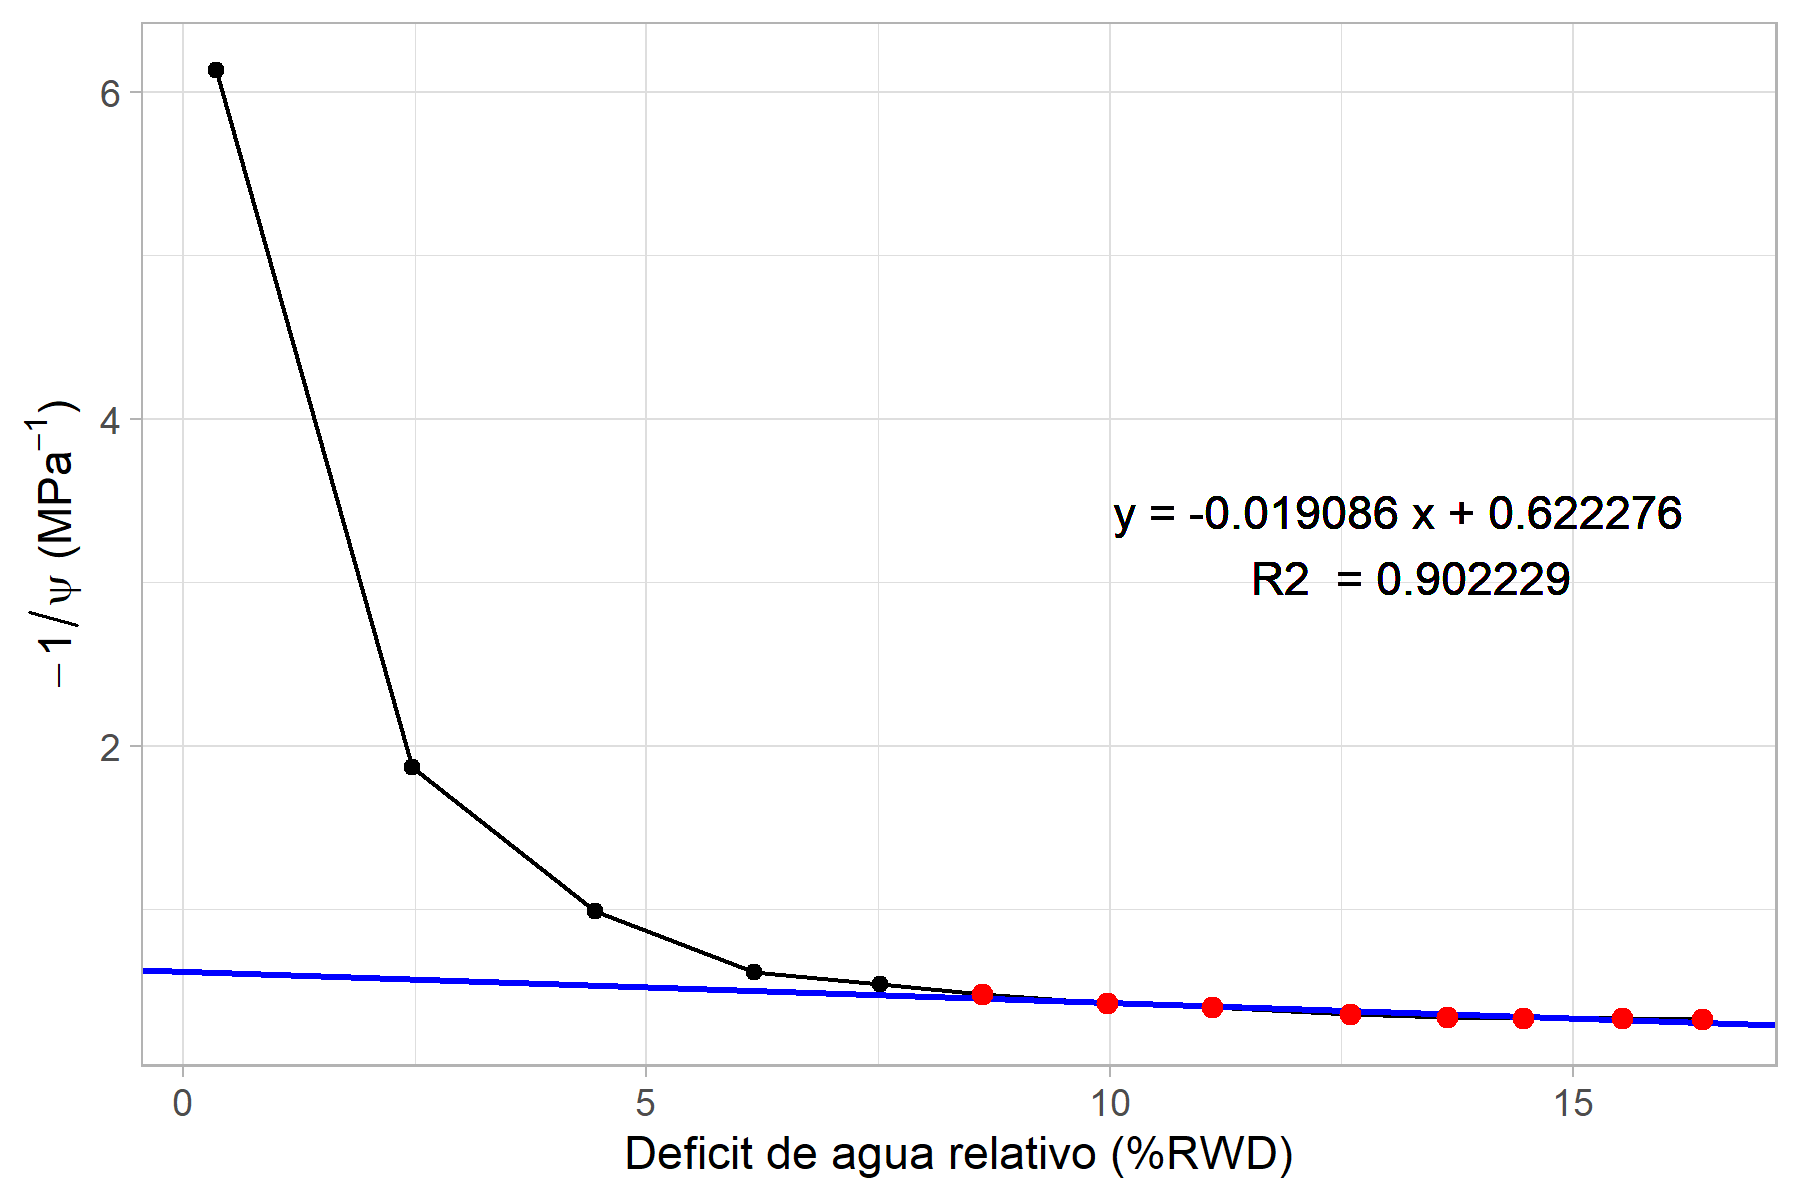 6
4
2
0 5 10 15
−1/ψ (MPa⁻¹)
y = -0.019086 x + 0.622276
R2  = 0.902229
Deficit de agua relativo (%RWD)